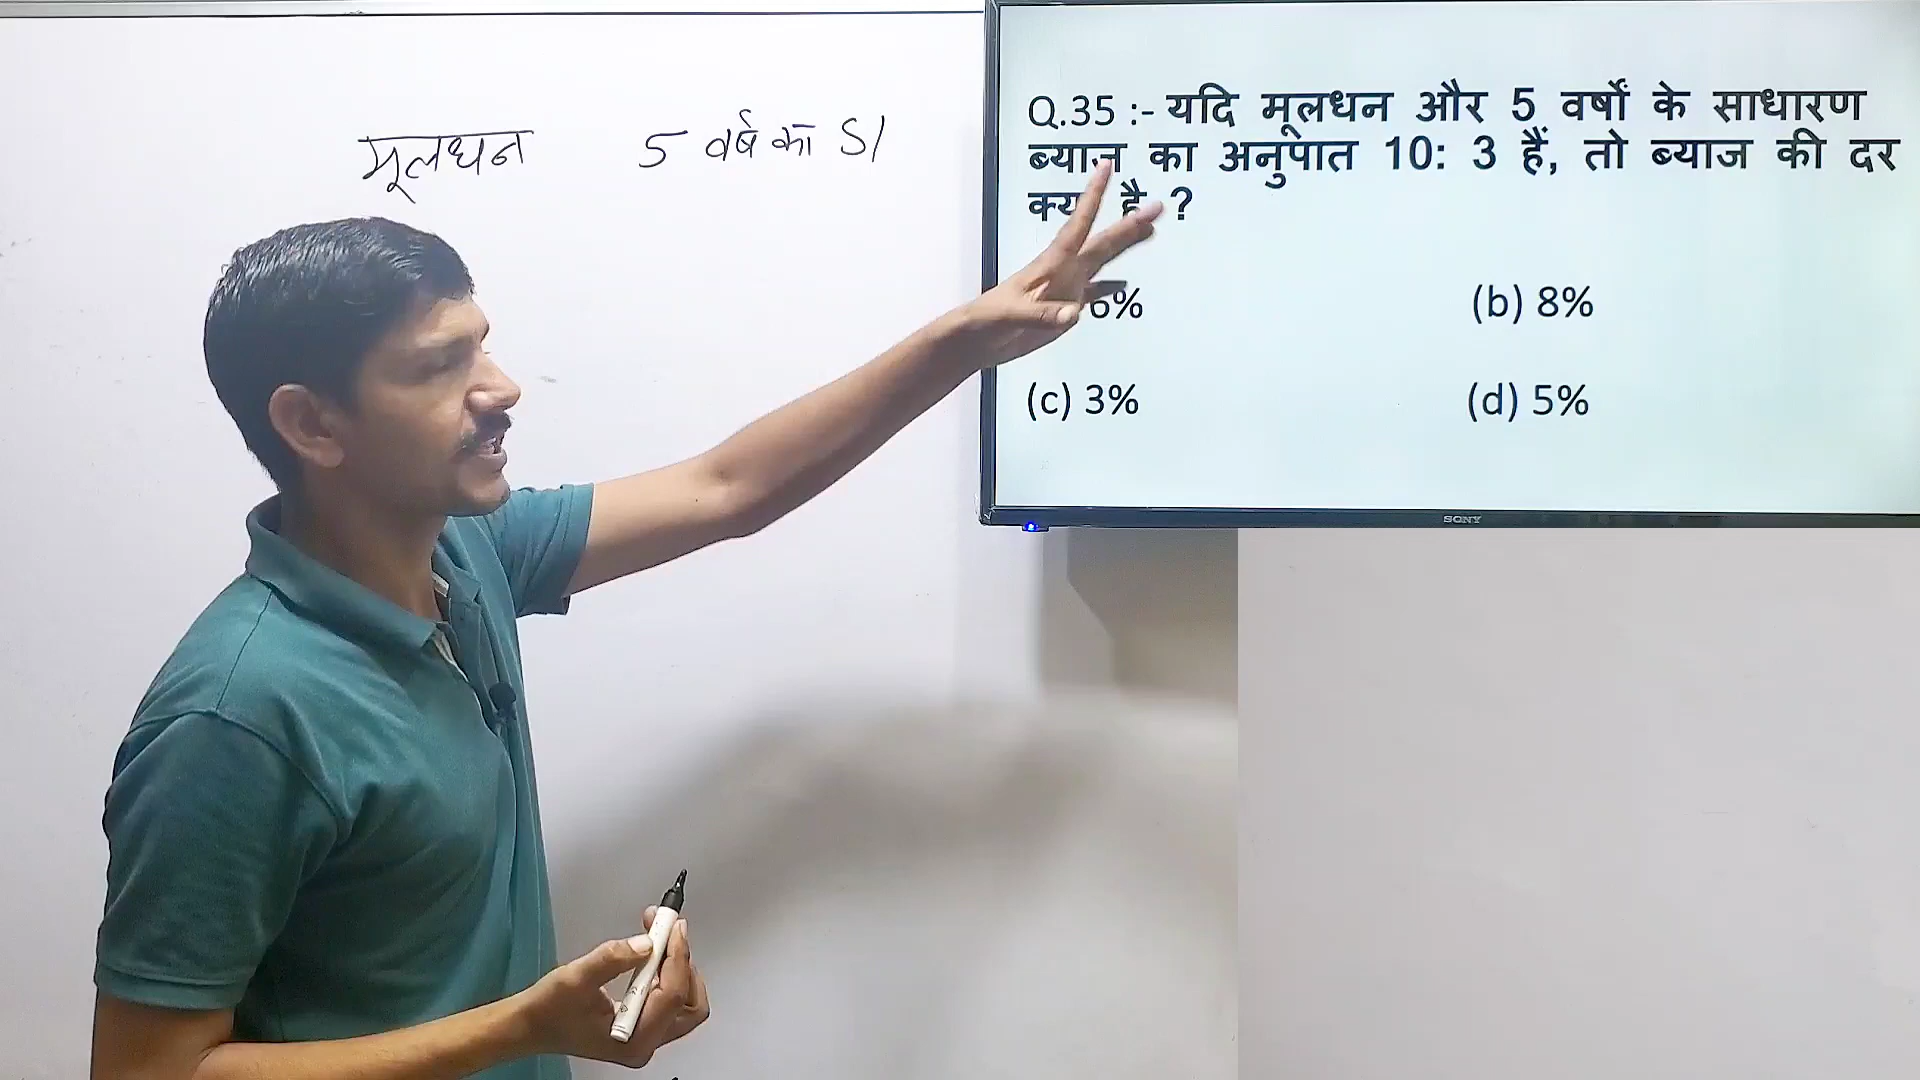 मूलधन 5 वर्ष का SI
Q.35 :- यदि मूलधन और 5 वर्षों के साधारण
ब्याज का अनुपात 10: 3 हैं, तो ब्याज की दर
है ?
6%
(b) 8%
(c) 3%
(d) 5%
SONY